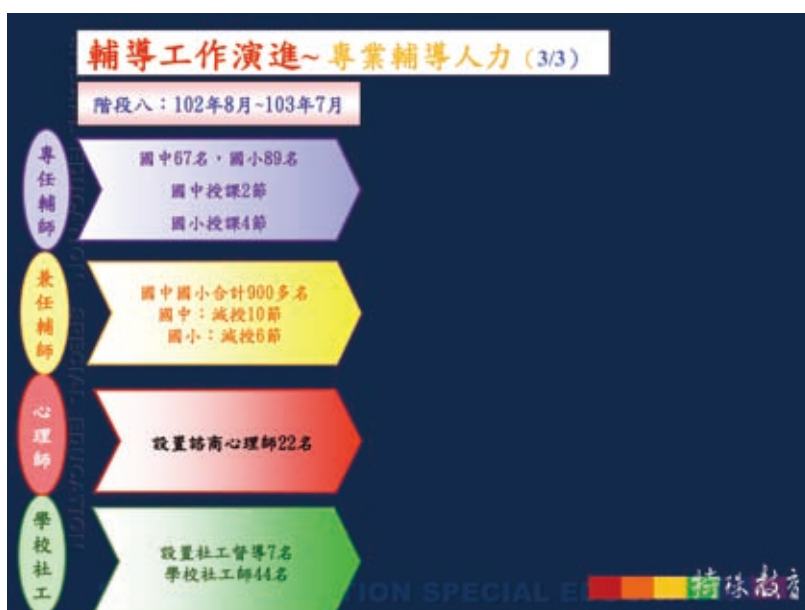 輔導工作演進~專業輔導人力(3/3)
階段八：102年8月~103年7月
專任輔師
國中67名，國小89名
國中授課2節
國小授課4節
兼任輔師
國中國小合計900多名
國中：減授10節
國小：減授6節
心理師
設置諮商心理師22名
學校社工
設置社工督導7名
學校社工師44名
SPECIAL EDUCATION
ION SPECIAL E
特殊教育